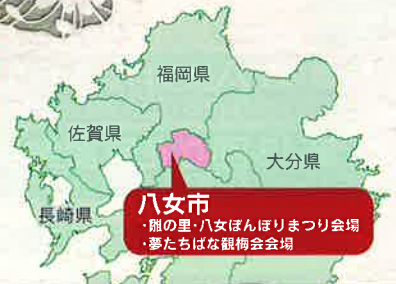 福岡県
佐賀県
大分県
長崎県
八女市
・雛の里・八女ぼんぼりまつり会場
・夢たちばな観梅会会場